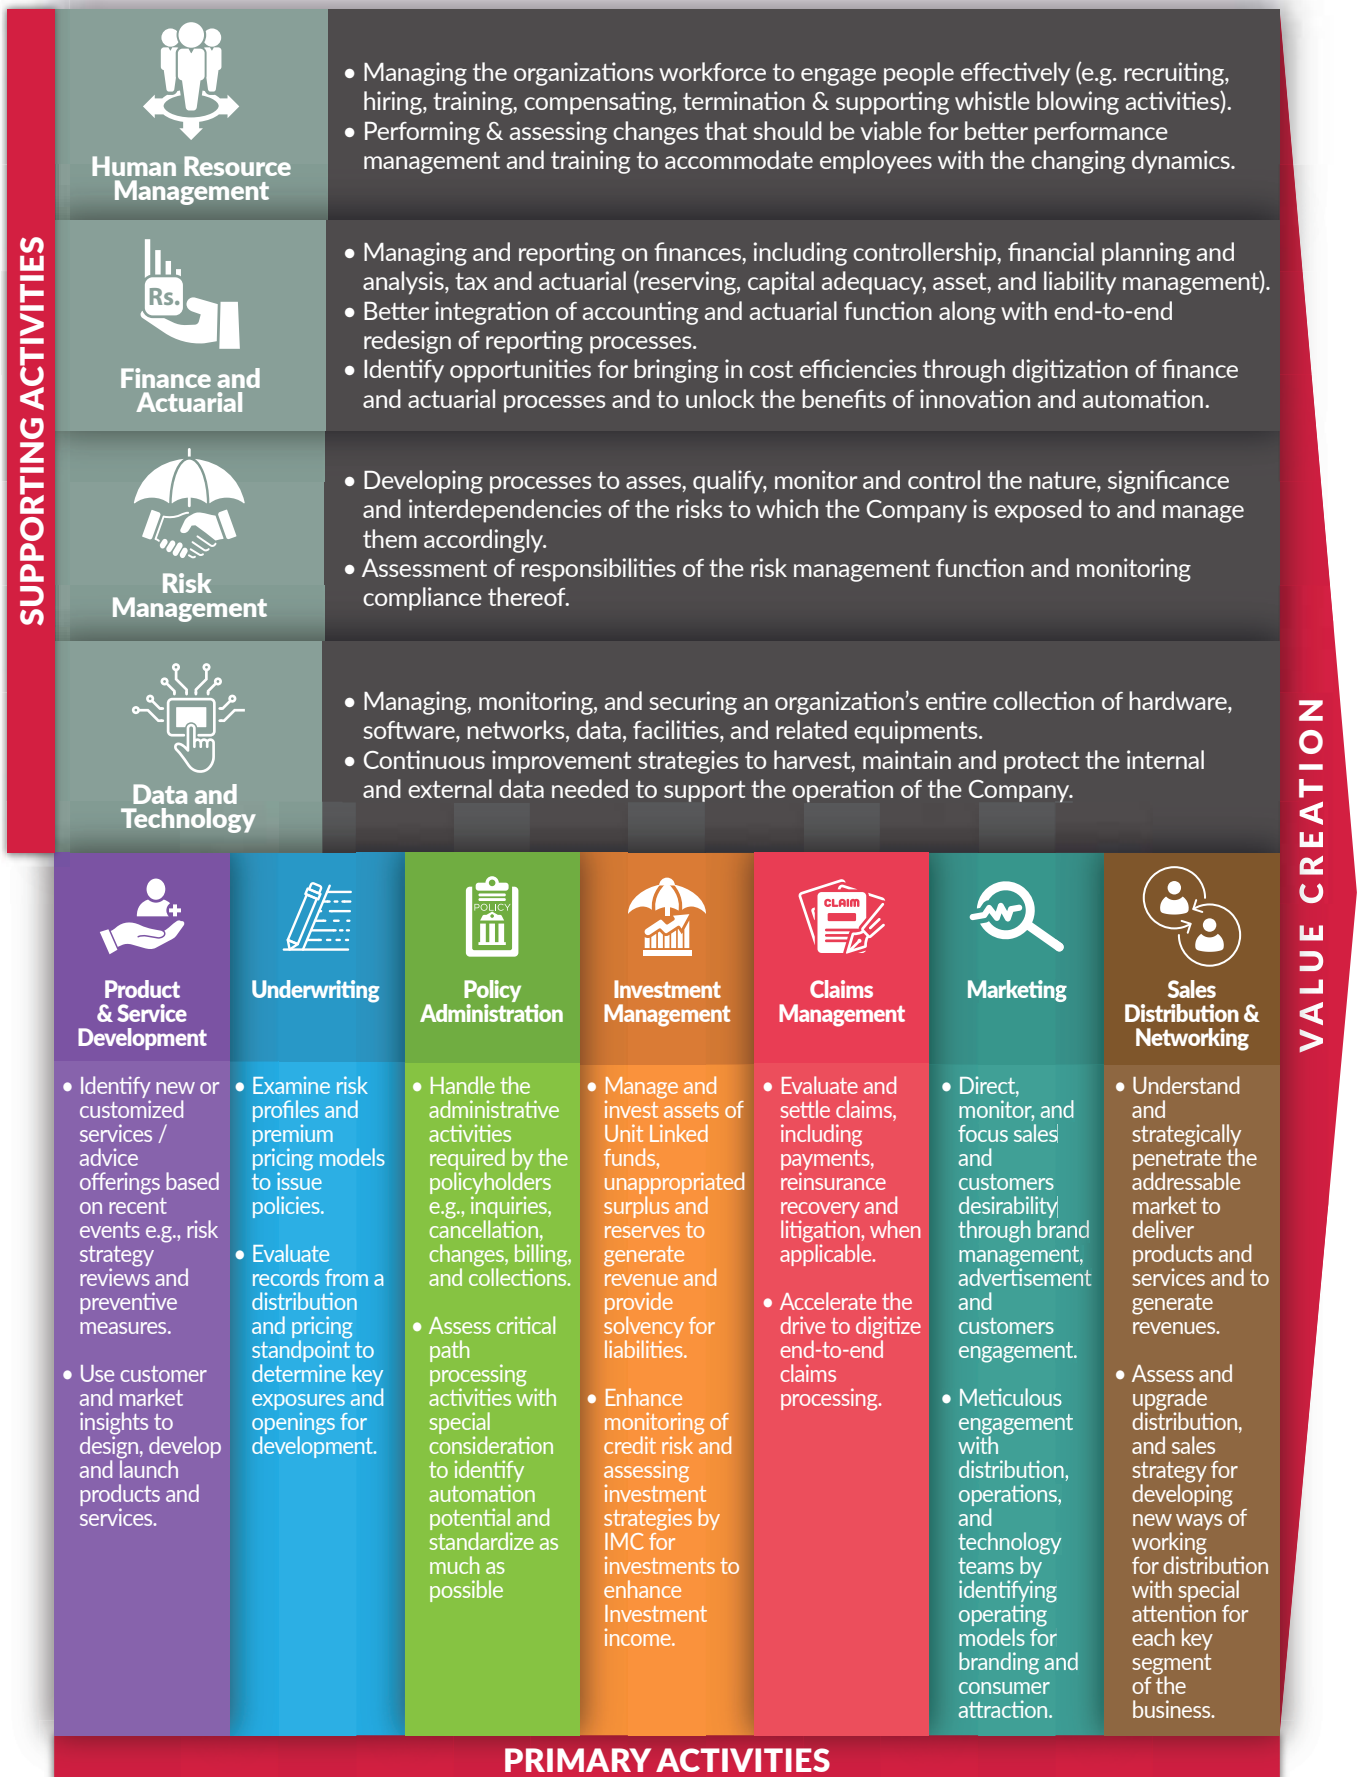 SUPPORTING ACTIVITIES
Human Resource
Management
• Managing the organizations workforce to engage people effectively (e.g. recruiting,
hiring, training, compensating, termination & supporting whistle blowing activities).
• Performing & assessing changes that should be viable for better performance
management and training to accommodate employees with the changing dynamics.
Rs.
Finance and
Actuarial
• Managing and reporting on finances, including controllership, financial planning and
analysis, tax and actuarial (reserving, capital adequacy, asset, and liability management).
• Better integration of accounting and actuarial function along with end-to-end
redesign of reporting processes.
• Identify opportunities for bringing in cost efficiencies through digitization of finance
and actuarial processes and to unlock the benefits of innovation and automation.
Risk
Management
• Developing processes to asses, qualify, monitor and control the nature, significance
and interdependencies of the risks to which the Company is exposed to and manage
them accordingly.
• Assessment of responsibilities of the risk management function and monitoring
compliance thereof.
Data and
Technology
• Managing, monitoring, and securing an organization’s entire collection of hardware,
software, networks, data, facilities, and related equipments.
• Continuous improvement strategies to harvest, maintain and protect the internal
and external data needed to support the operation of the Company.
Product
& Service
Development
• Identify new or
customized
services /
advice
offerings based
on recent
events e.g., risk
strategy
reviews and
preventive
measures.
• Use customer
and market
insights to
design, develop
and launch
products and
services.
Underwriting
• Examine risk
profiles and
premium
pricing models
to issue
policies.
• Evaluate
records from a
distribution
and pricing
standpoint to
determine key
exposures and
openings for
development.
POLICY
Policy
Administration
• Handle the
administrative
activities
required by the
policyholders
e.g., inquiries,
cancellation,
changes, billing,
and collections.
• Assess critical
path
processing
activities with
special
consideration
to identify
automation
potential and
standardize as
much as
possible
Investment
Management
• Manage and
invest assets of
Unit Linked
funds,
unappropriated
surplus and
reserves to
generate
revenue and
provide
solvency for
liabilities.
• Enhance
monitoring of
credit risk and
assessing
investment
strategies by
IMC for
investments to
enhance
Investment
income.
CLAIM
Claims
Management
• Evaluate and
settle claims,
including
payments,
reinsurance
recovery and
litigation, when
applicable.
• Accelerate the
drive to digitize
end-to-end
claims
processing.
Marketing
• Direct,
monitor, and
focus sales
and
customers
desirability
through brand
management,
advertisement
and
customers
engagement.
• Meticulous
engagement
with
distribution,
operations,
and
technology
teams by
identifying
operating
models for
branding and
consumer
attraction.
Sales
Distribution &
Networking
• Understand
and
strategically
penetrate the
addressable
market to
deliver
products and
services and to
generate
revenues.
• Assess and
upgrade
distribution,
and sales
strategy for
developing
new ways of
working
for distribution
with special
attention for
each key
segment
of the
business.
VALUE CREATION
PRIMARY ACTIVITIES